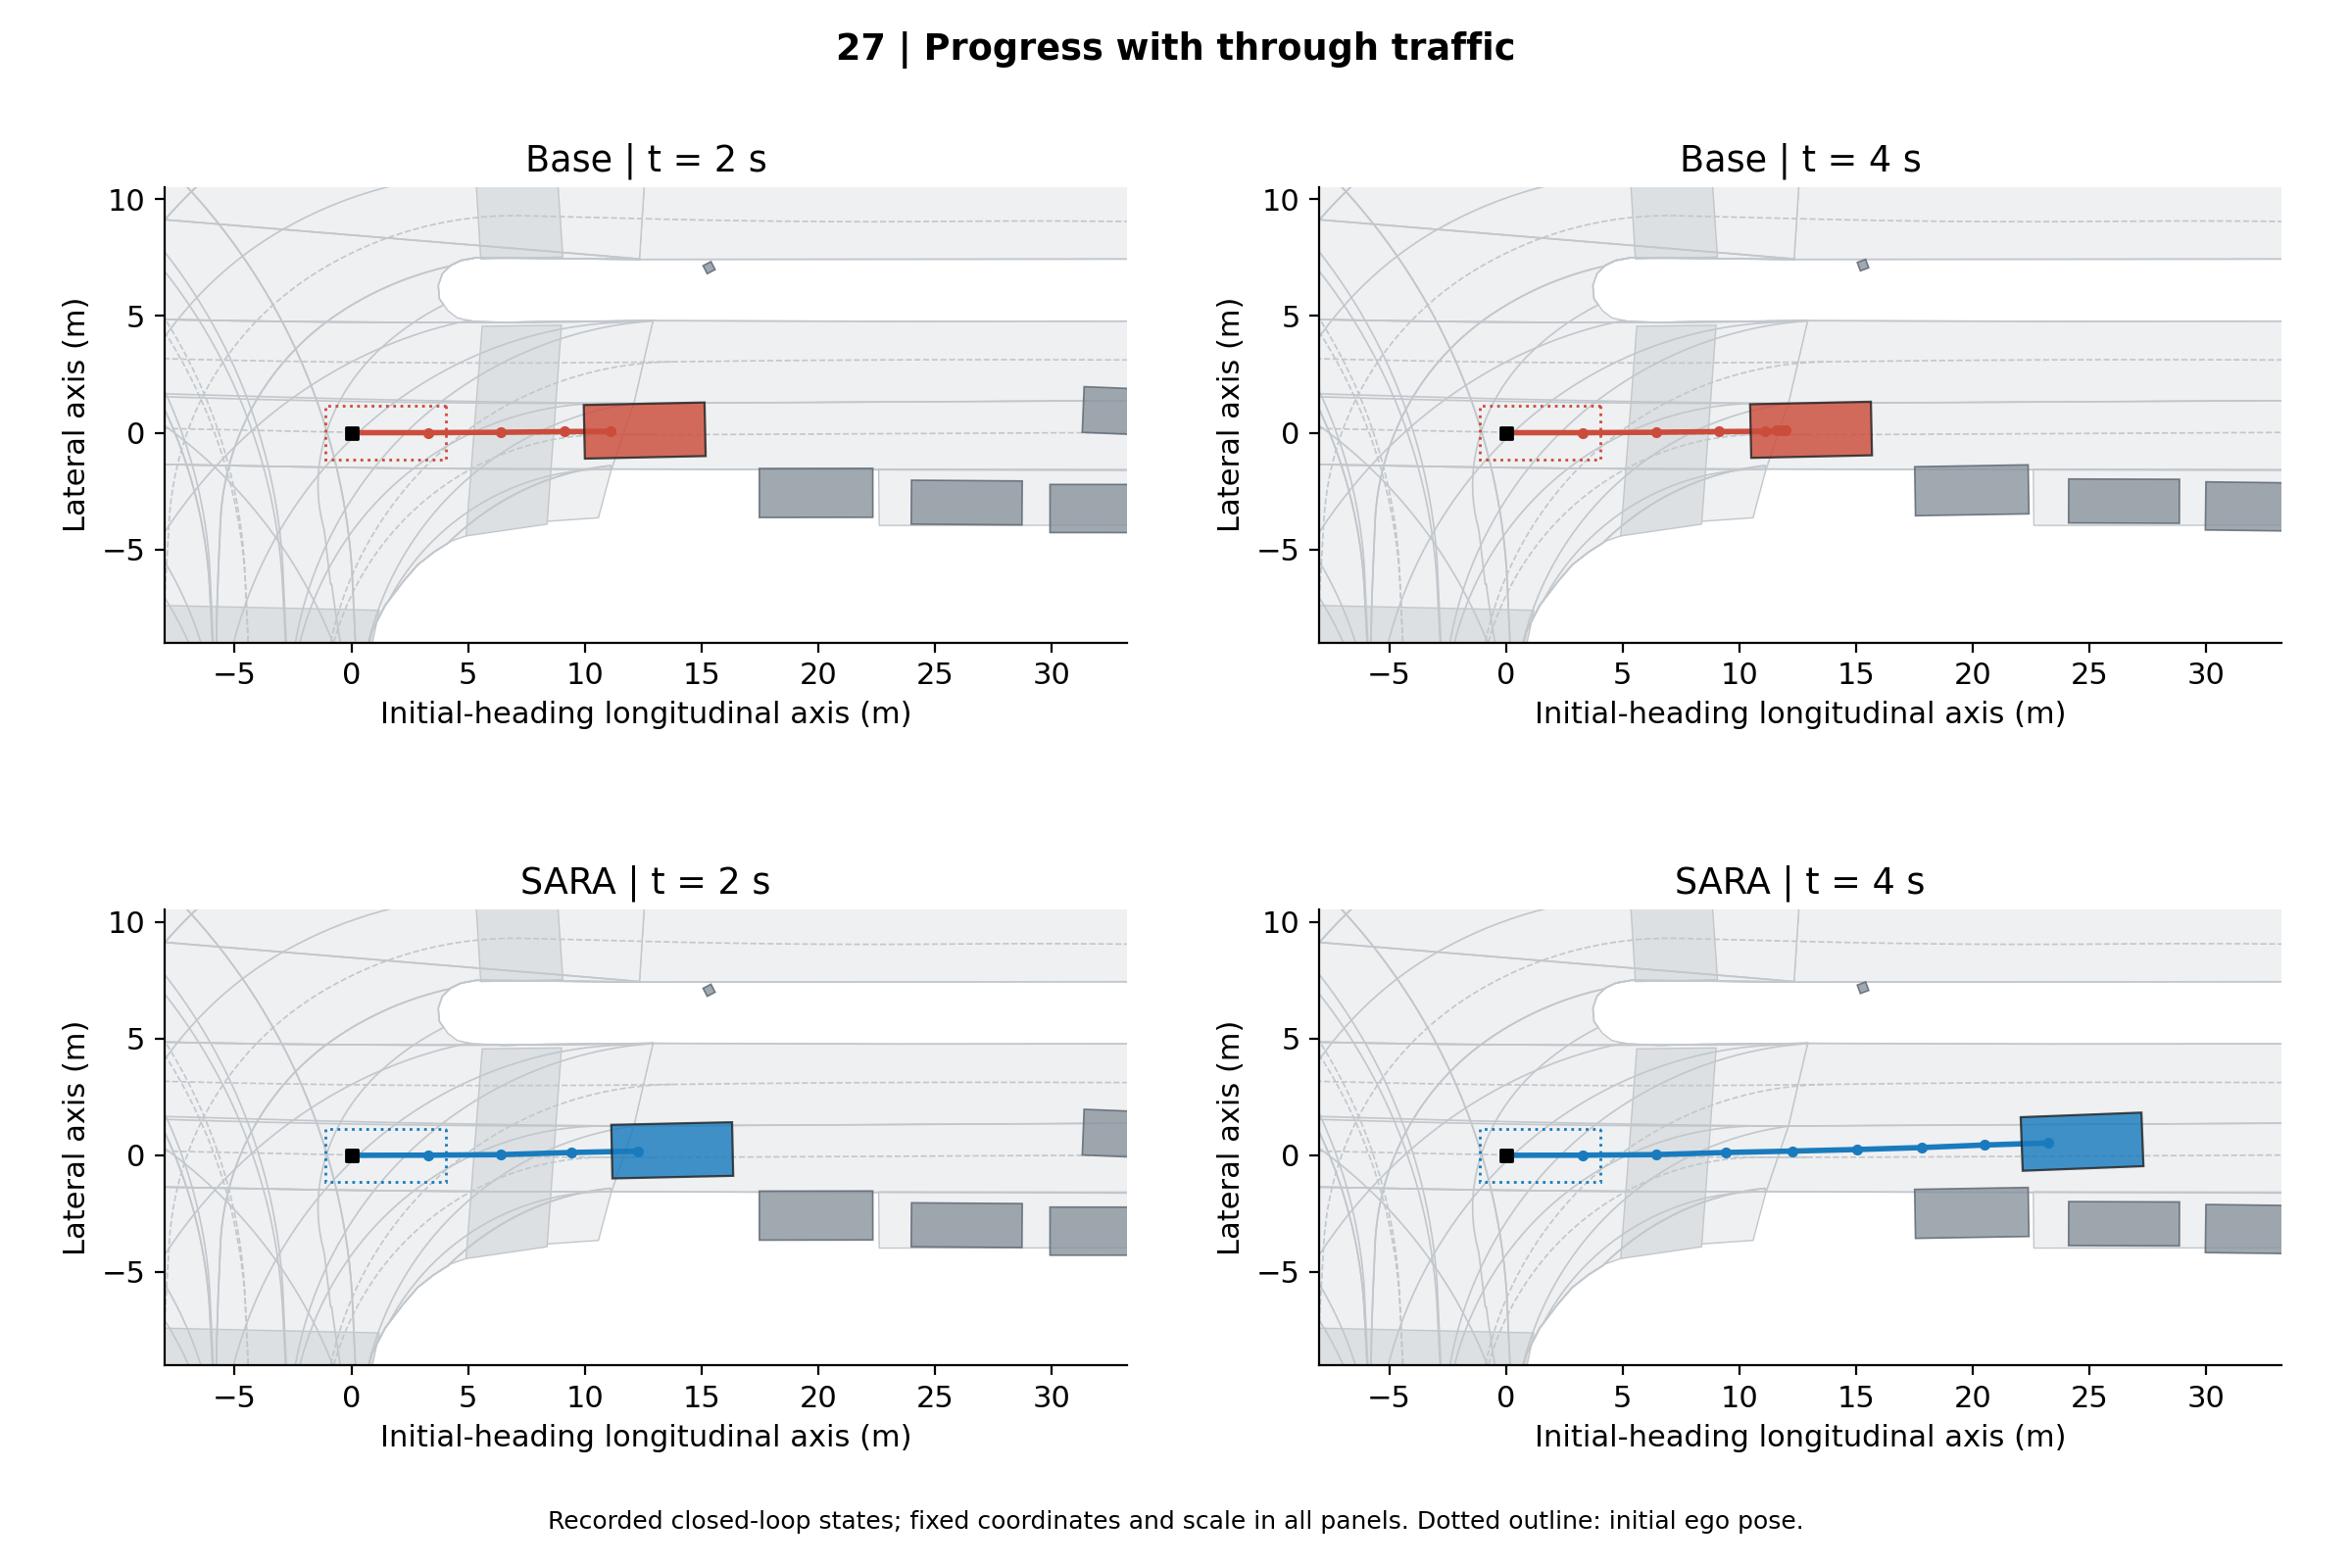 27 | Progress with through traffic
Base | t = 2 s
10
5
0
−5
Lateral axis (m)
−5 0 5 10 15 20 25 30
Initial-heading longitudinal axis (m)
Base | t = 4 s
10
5
0
−5
Lateral axis (m)
−5 0 5 10 15 20 25 30
Initial-heading longitudinal axis (m)
SARA | t = 2 s
10
5
0
−5
Lateral axis (m)
−5 0 5 10 15 20 25 30
Initial-heading longitudinal axis (m)
SARA | t = 4 s
10
5
0
−5
Lateral axis (m)
−5 0 5 10 15 20 25 30
Initial-heading longitudinal axis (m)
Recorded closed-loop states; fixed coordinates and scale in all panels. Dotted outline: initial ego pose.